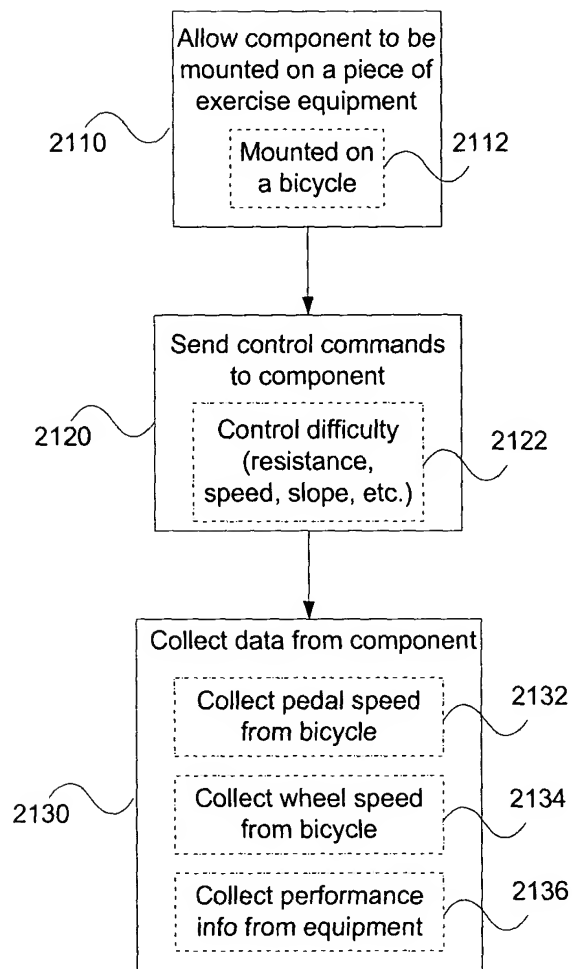 Allow component to be
mounted on a piece of
exercise equipment
2110
Mounted on
a bicycle
2112
Send control commands
to component
2120
Control difficulty
(resistance,
speed, slope, etc.)
2122
Collect data from component
Collect pedal speed
from bicycle
2132
2130
Collect wheel speed
from bicycle
2134
Collect performance
info from equipment
2136